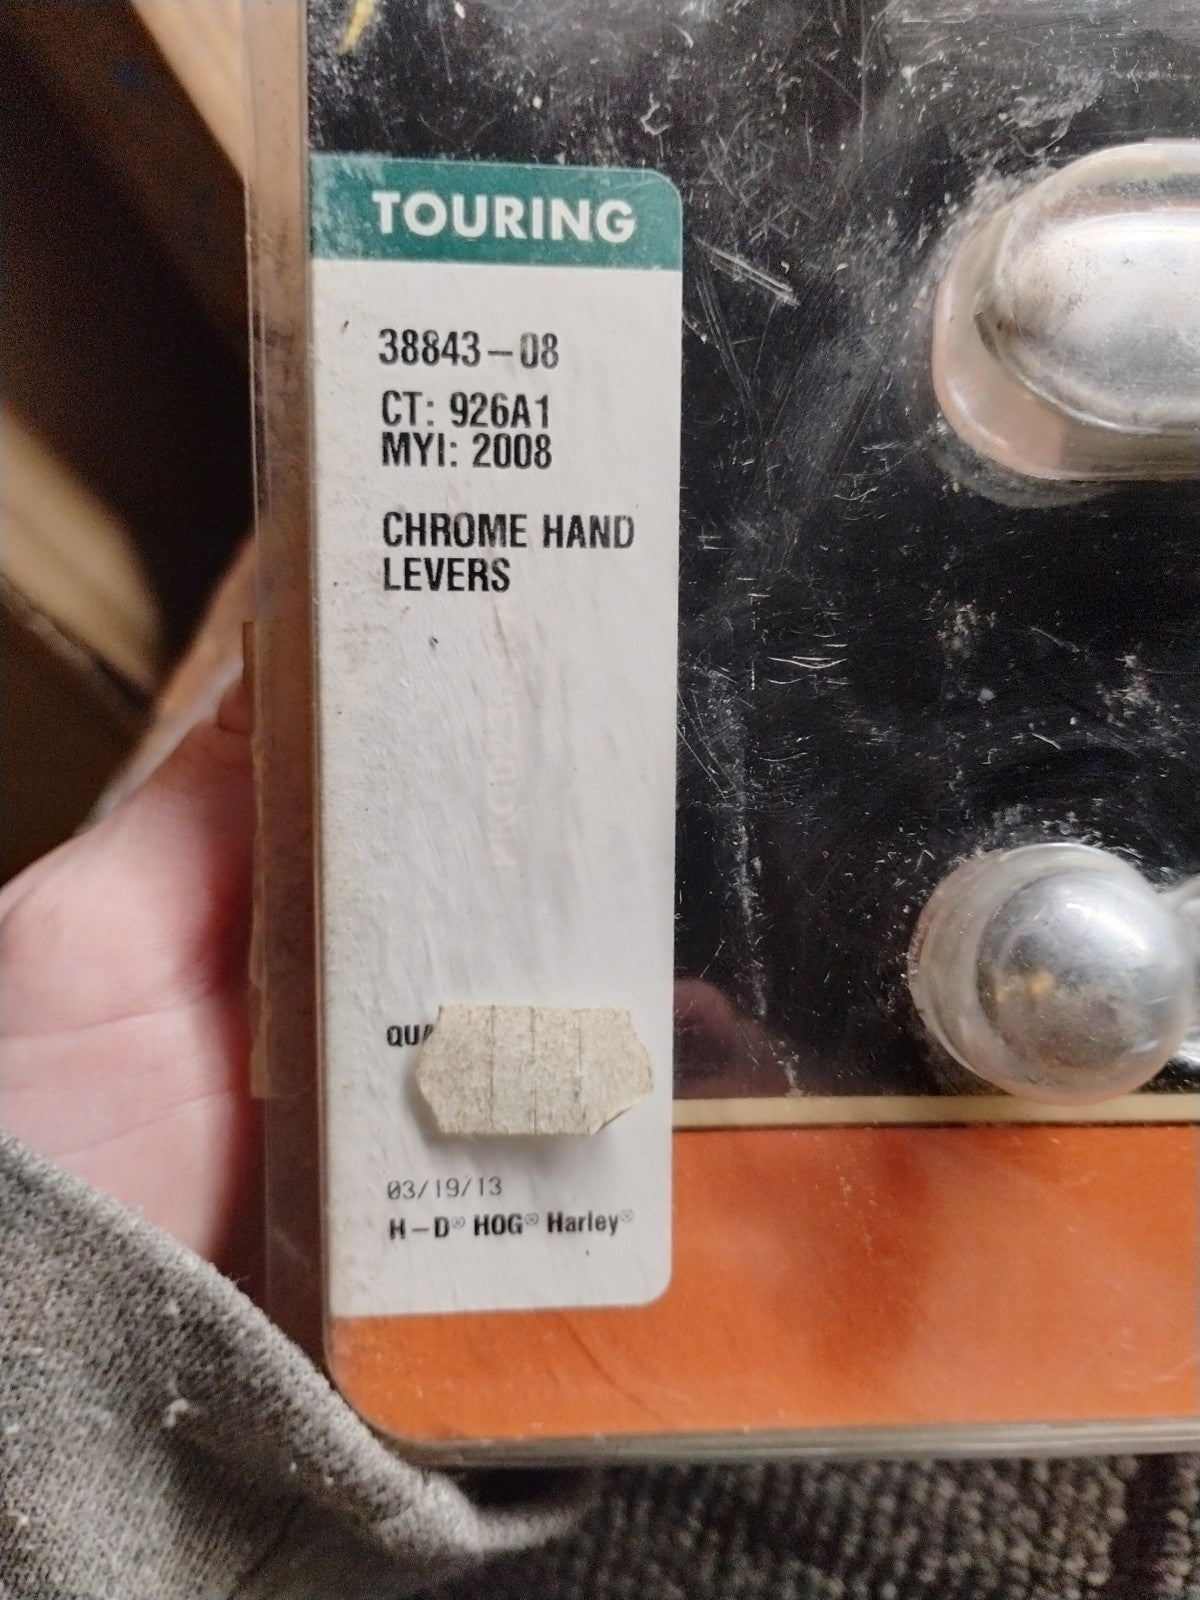 TOURING
38843-08
CT: 926A1
MYI: 2008
CHROME HAND
LEVERS
03/19/13
H-D® HOG® Harley®